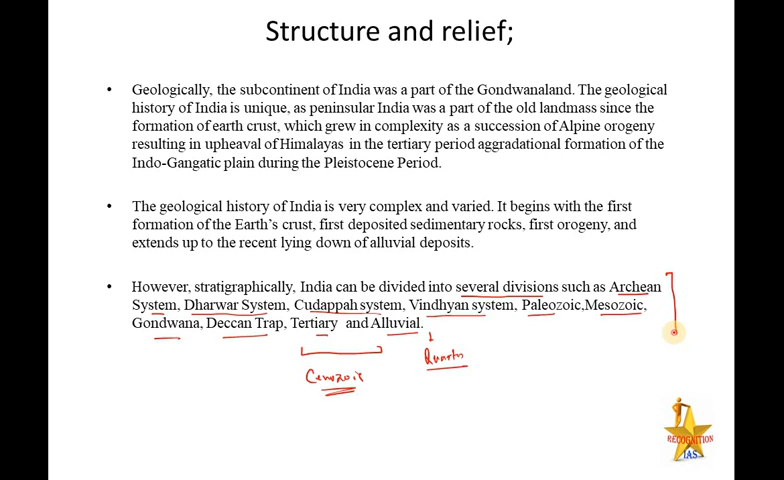 Structure and relief;
• Geologically, the subcontinent of India was a part of the Gondwanaland. The geological
history of India is unique, as peninsular India was a part of the old landmass since the
formation of earth crust, which grew in complexity as a succession of Alpine orogeny
resulting in upheaval of Himalayas in the tertiary period aggradational formation of the
Indo-Gangatic plain during the Pleistocene Period.
• The geological history of India is very complex and varied. It begins with the first
formation of the Earth's crust, first deposited sedimentary rocks, first orogeny, and
extends up to the recent lying down of alluvial deposits.
• However, stratigraphically, India can be divided into several divisions such as Archean
System, Dharwar System, Cudappah system, Vindhyan system, Paleozoic,Mesozoic,
Gondwana, Deccan Trap, Tertiary and Alluvial.
Cenozoic
RECOGNITION
IAS